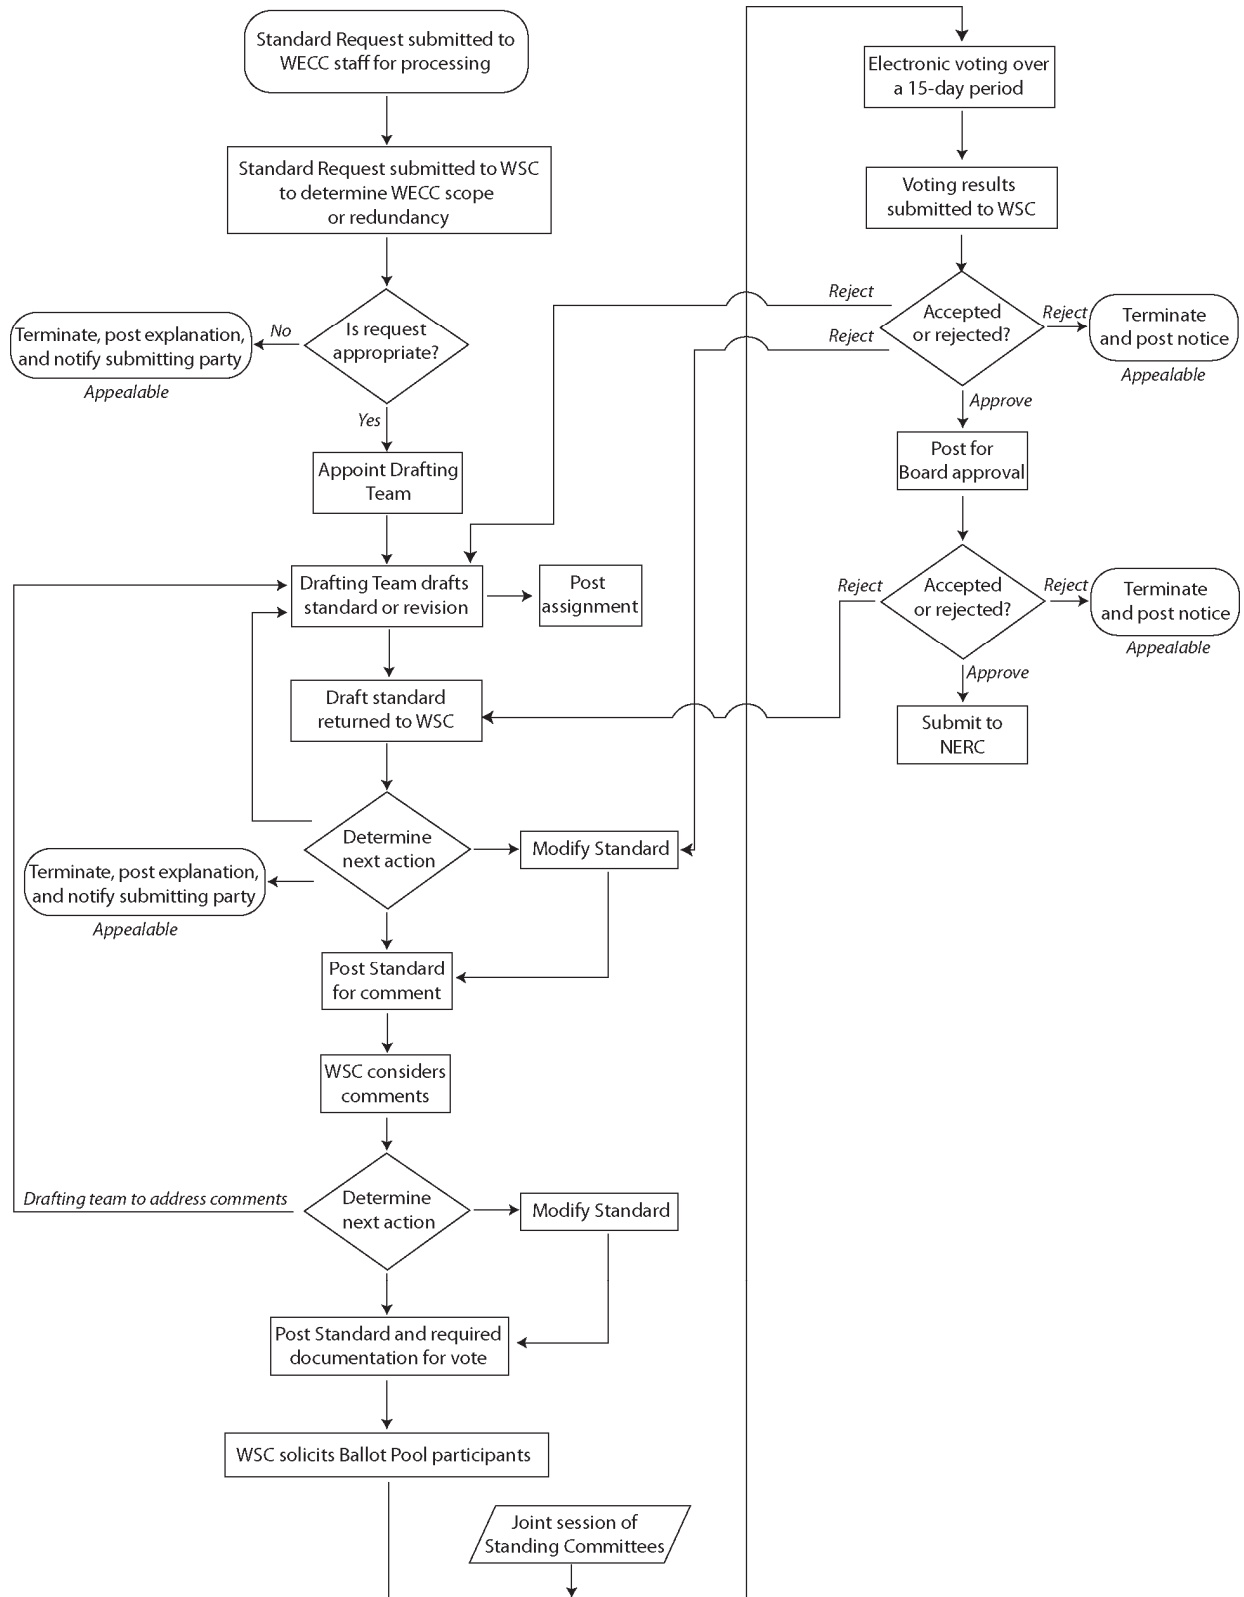 Standard Request submitted to
WECC staff for processing
Standard Request submitted to WSC
to determine WECC scope
or redundancy
Is request
appropriate?
No
Terminate, post explanation,
and notify submitting party
Appealable
Yes
Appoint Drafting
Team
Drafting Team drafts
standard or revision
Post
assignment
Draft standard
returned to WSC
Determine
next action
Modify Standard
Terminate, post explanation,
and notify submitting party
Appealable
Post Standard
for comment
WSC considers
comments
Drafting team to address comments
Determine
next action
Modify Standard
Post Standard and required
documentation for vote
WSC solicits Ballot Pool participants
Joint session of
Standing Committees
Electronic voting over
a 15-day period
Voting results
submitted to WSC
Reject
Reject
Accepted
or rejected?
Reject
Terminate
and post notice
Appealable
Approve
Post for
Board approval
Reject
Accepted
or rejected?
Reject
Terminate
and post notice
Appealable
Approve
Submit to
NERC